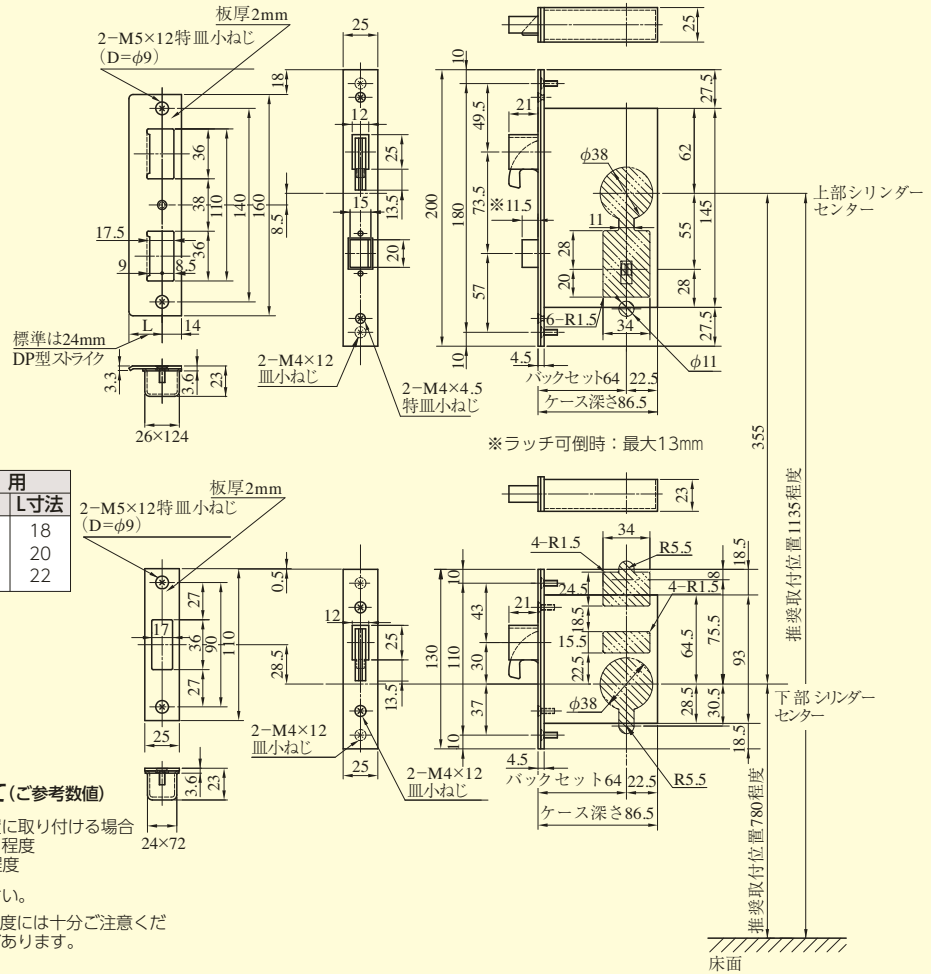 板厚2mm
2−M5×12特皿小ねじ
(D=φ9)
18
36
38
110
140
160
8.5
17.5
36
9
8.5
L
14
標準は24mm
DP型ストライク
3.3
3.6
23
26×124
25
12
25
13.5
15
20
2−M4×12
皿小ねじ
2−M4×4.5
特皿小ねじ
25
10
21
49.5
27.5
200
180
73.5
※11.5
φ38
62
11
28
55
145
20
28
57
6−R1.5
34
27.5
10
φ11
4.5
バックセット64
22.5
ケース深さ86.5
上部シリンダー
センター
※ラッチ可倒時：最大13mm
355
推奨取付位置1135程度
用
L寸法
18
20
22
板厚2mm
2−M5×12特皿小ねじ
(D=φ9)
0.5
27
17
36
90
110
28.5
27
25
3.6
23
24×72
12
25
13.5
2−M4×12
皿小ねじ
25
2−M4×12
皿小ねじ
23
34
4−R1.5
R5.5
18.5
10
24.5
8
4−R1.5
21
43
18.5
130
110
15.5
64.5
75.5
93
30
22.5
37
φ38
28.5
30.5
10
18.5
4.5
バックセット64
22.5
R5.5
ケース深さ86.5
下部シリンダー
センター
推奨取付位置780程度
床面
て(ご参考数値)
置に取り付ける場合
程度
程度
さい。
度には十分ご注意くだ
があります。